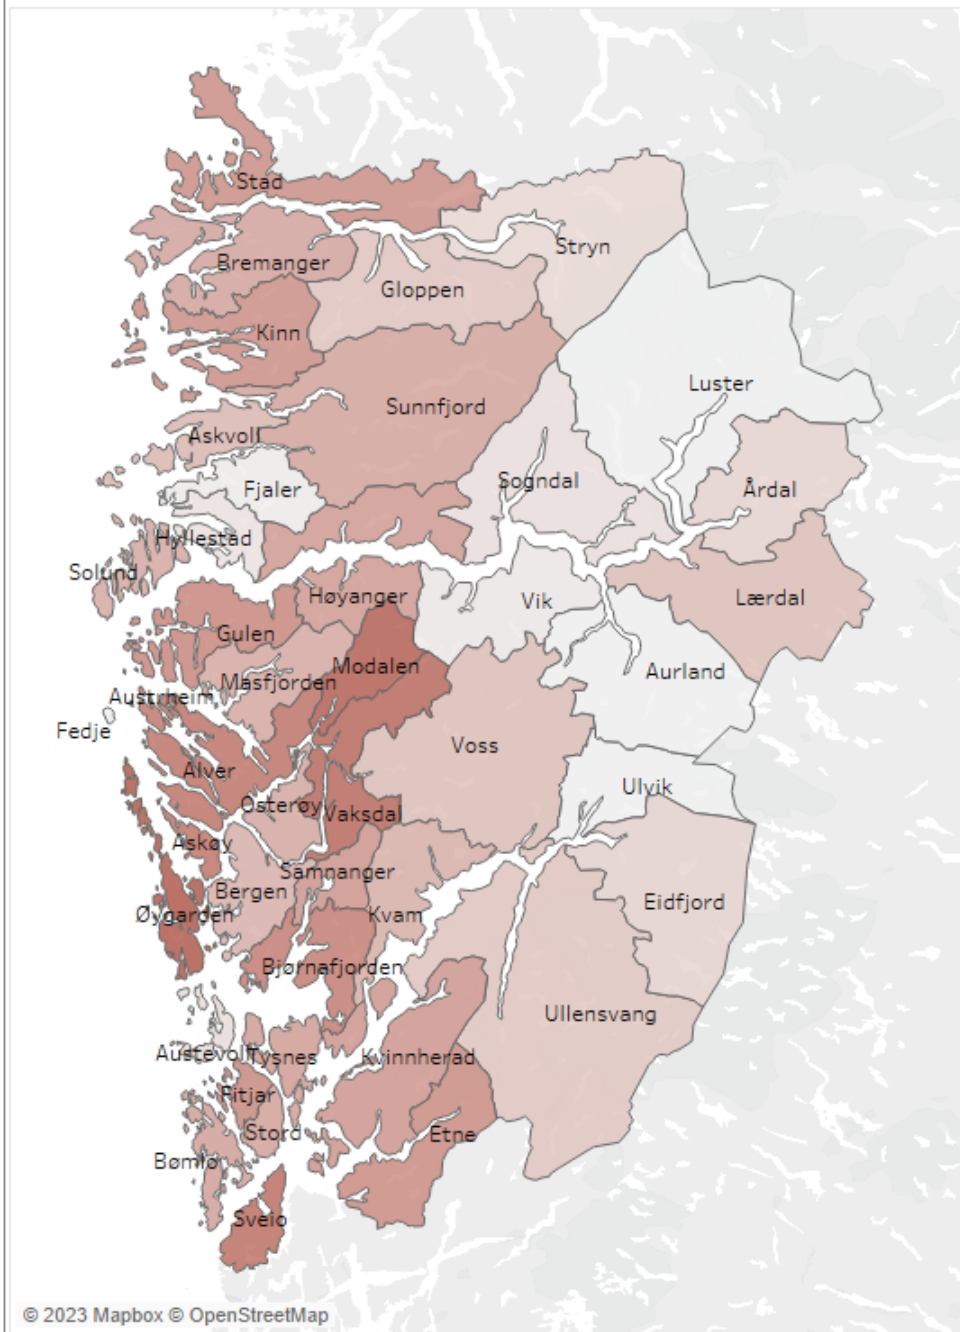 Stad
Stryn
Bremanger
Gloppen
Kinn
Luster
Sunnfjord
Askvoll
Sogndal
Fjaler
Årdal
Hyllestad
Solund
Høyanger
Vik
Lærdal
Gulen
Modalen
Aurland
Masfjorden
Austrheim
Fedje
Voss
Alver
Ulvik
Osterøy
Vaksdal
Askøy
Samnanger
Bergen
Eidfjord
Øygarden
Kvam
Bjørnafjorden
Ullensvang
Austevoll
Tysnes
Kvinnherad
Fitjar
Stord
Etne
Bømlo
Sveio
© 2023 Mapbox © OpenStreetMap